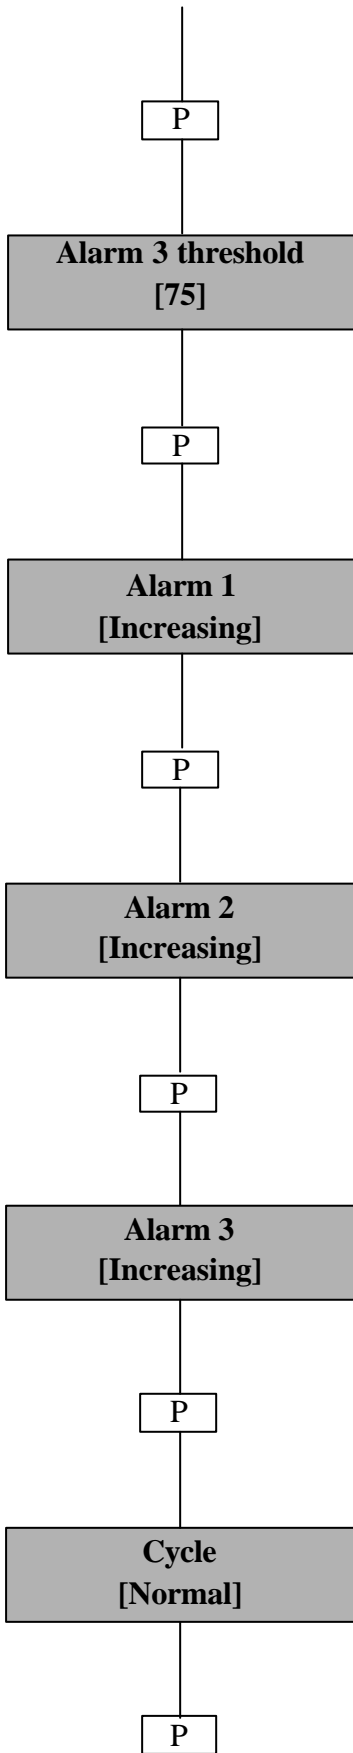 P
Alarm 3 threshold
[75]
P
Alarm 1
[Increasing]
P
Alarm 2
[Increasing]
P
Alarm 3
[Increasing]
P
Cycle
[Normal]
P